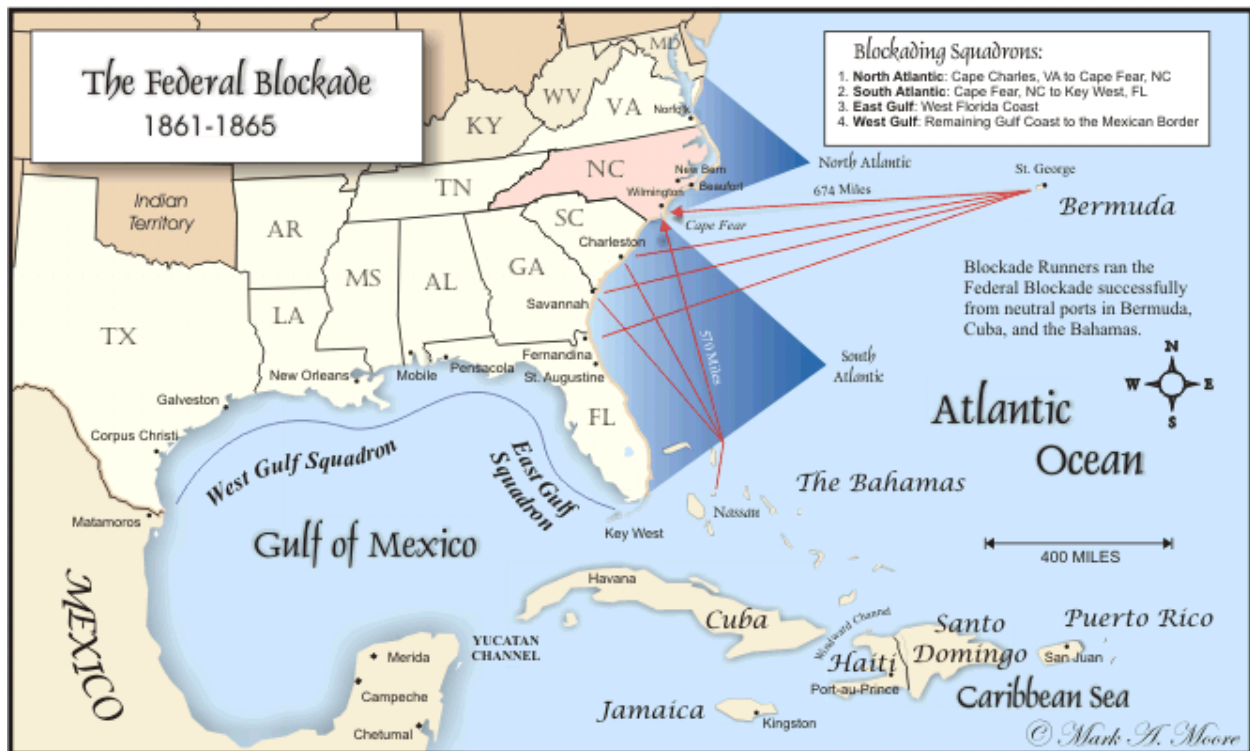 The Federal Blockade
1861-1865
Blockading Squadrons:
1. North Atlantic: Cape Charles, VA to Cape Fear, NC
2. South Atlantic: Cape Fear, NC to Key West, FL
3. East Gulf: West Florida Coast
4. West Gulf: Remaining Gulf Coast to the Mexican Border
MD
WV
VA
KY
Norfolk
NC
New Bern
Beaufort
Wilmington
North Atlantic
674 Miles
St. George
Bermuda
TN
Indian
Territory
AR
SC
Cape Fear
Charleston
MS
AL
GA
Savannah
Blockade Runners ran the
Federal Blockade successfully
from neutral ports in Bermuda,
Cuba, and the Bahamas.
TX
LA
570 Miles
Fernandina
St. Augustine
South
Atlantic
New Orleans
Mobile
Pensacola
N
W
E
S
Galveston
FL
Atlantic
Ocean
Corpus Christi
West Gulf Squadron
East Gulf
Squadron
The Bahamas
Matamoros
Nassau
Key West
Gulf of Mexico
400 MILES
MEXICO
Havana
Cuba
Windward Channel
Santo
Domingo
Puerto Rico
YUCATAN
CHANNEL
Merida
Haiti
San Juan
Campeche
Port-au-Prince
Caribbean Sea
Jamaica
Kingston
Chetumal
© Mark A. Moore